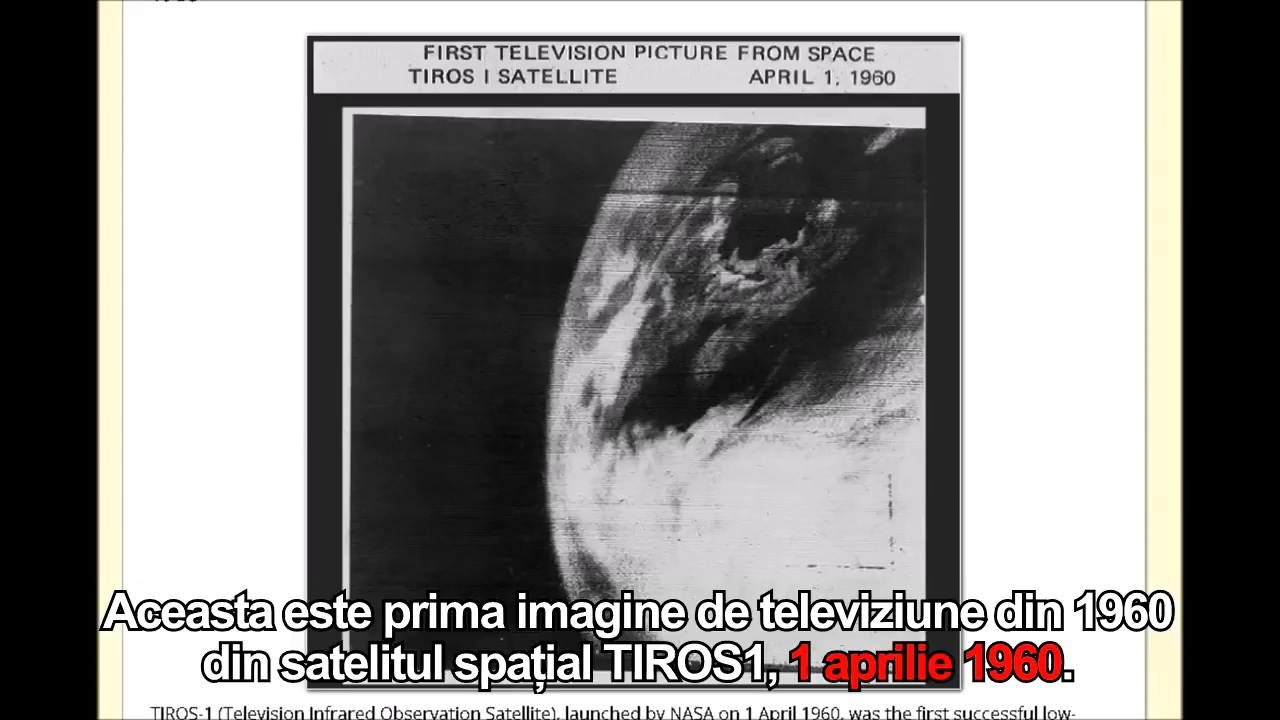 FIRST TELEVISION PICTURE FROM SPACE
TIROS I SATELLITE APRIL 1, 1960
Aceasta este prima imagine de televiziune din 1960
din satelitul spațial TIROS1, 1 aprilie 1960.
TIROS-1 (Television Infrared Observation Satellite), launched by NASA on 1 April 1960, was the first successful low-